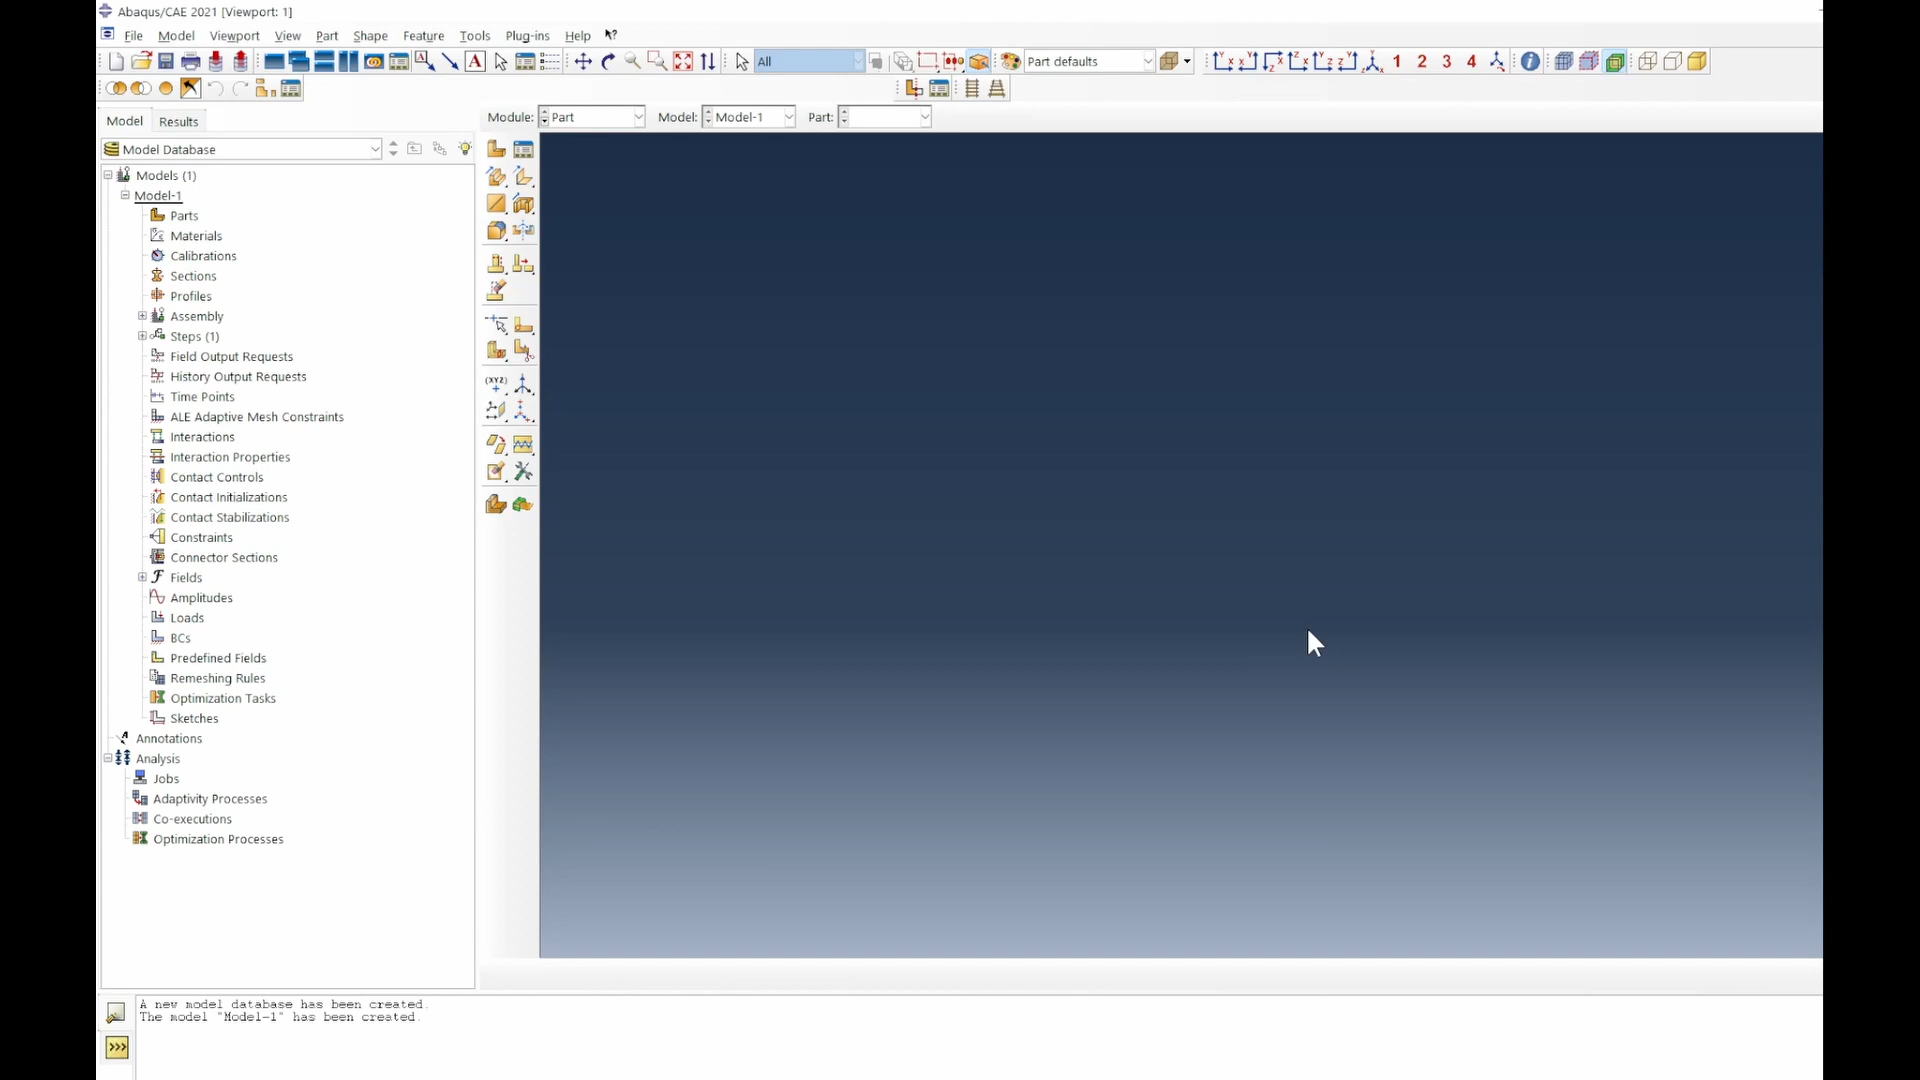 Abaqus/CAE 2021 [Viewport: 1]
File Model Viewport View Part Shape Feature Tools Plug-ins Help
All Part defaults 1 2 3 4
Model Results
Module: Part Model: Model-1 Part:
Model Database
Models (1)
Model-1
Parts
Materials
Calibrations
Sections
Profiles
Assembly
Steps (1)
Field Output Requests
History Output Requests
Time Points
ALE Adaptive Mesh Constraints
Interactions
Interaction Properties
Contact Controls
Contact Initializations
Contact Stabilizations
Constraints
Connector Sections
Fields
Amplitudes
Loads
BCs
Predefined Fields
Remeshing Rules
Optimization Tasks
Sketches
Annotations
Analysis
Jobs
Adaptivity Processes
Co-executions
Optimization Processes
(XYZ)
A new model database has been created.
The model "Model-1" has been created.
>>>